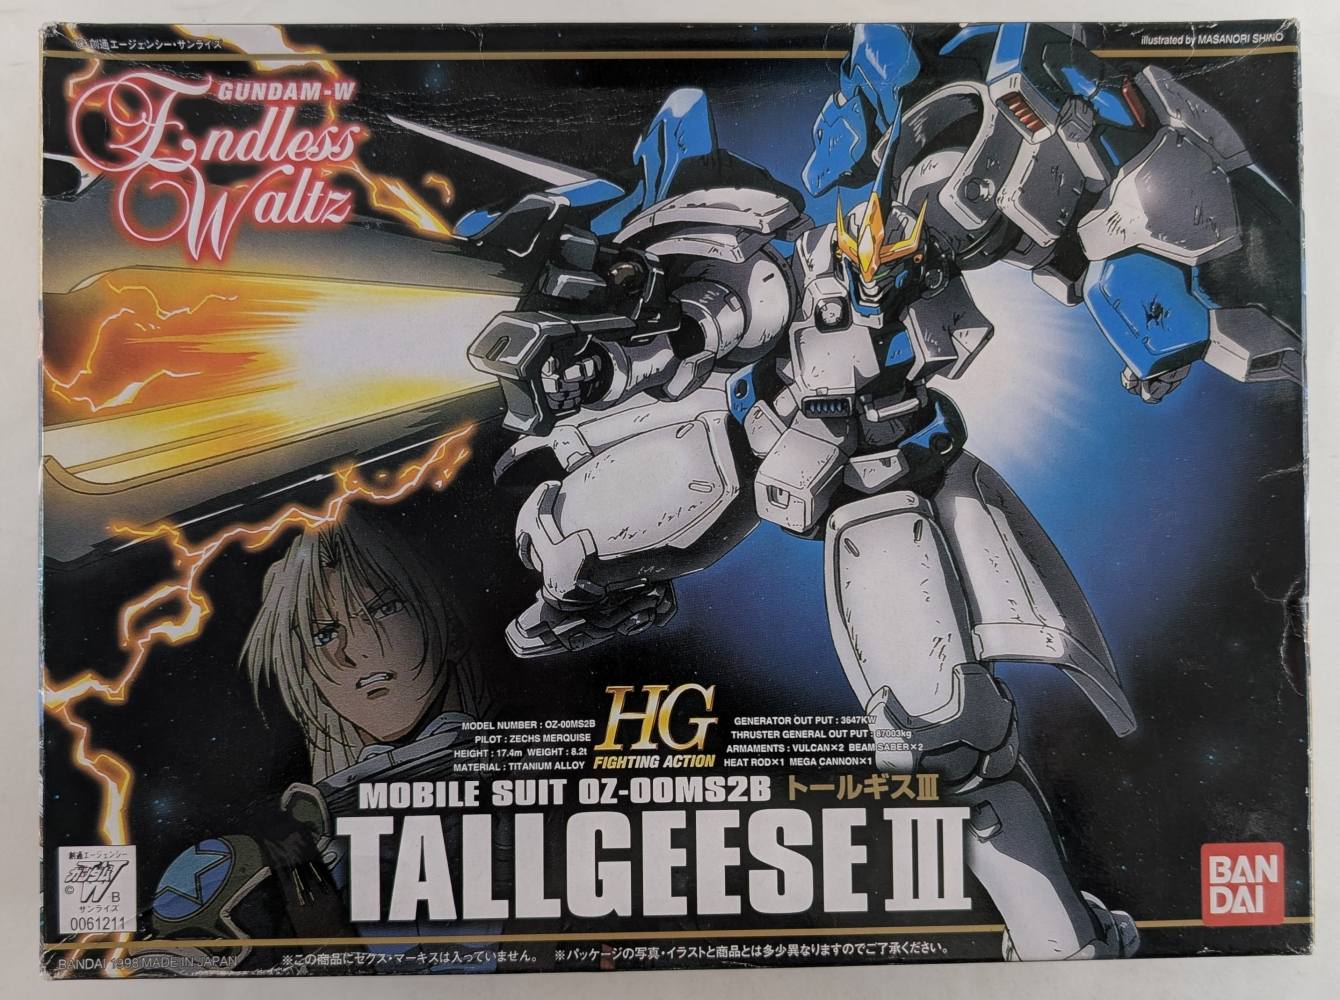 ©創通エージェンシー・サンライズ
illustrated by MASANORI SHINO
GUNDAM-W
Endless
Waltz
MODEL NUMBER : OZ-00MS2B
PILOT : ZECHS MERQUISE
HEIGHT : 17.4m WEIGHT : 8.2t
MATERIAL : TITANIUM ALLOY
HG
FIGHTING ACTION
GENERATOR OUT PUT : 3647KW
THRUSTER GENERAL OUT PUT : 87003kg
ARMAMENTS : VULCAN×2 BEAM SABER×2
HEAT ROD×1 MEGA CANNON×1
MOBILE SUIT OZ-00MS2B トールギスⅢ
TALLGEESE III
創通エージェンシー
ガンダム
W
© B
サンライズ
0061211
BAN
DAI
BANDAI 1998 MADE IN JAPAN
※この商品にゼクス・マーキスは入っていません。 ※パッケージの写真・イラストと商品とは多少異なりますのでご了承ください。